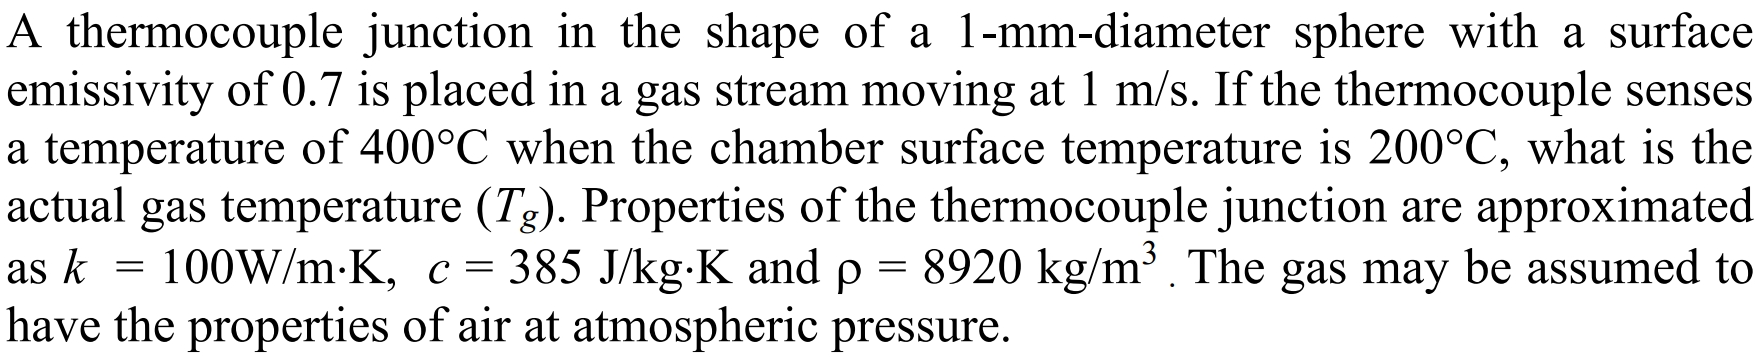 A thermocouple junction in the shape of a 1-mm-diameter sphere with a surface
emissivity of 0.7 is placed in a gas stream moving at 1 m/s. If the thermocouple senses
a temperature of 400°C when the chamber surface temperature is 200°C, what is the
actual gas temperature (T_g). Properties of the thermocouple junction are approximated
as k = 100W/m·K, c = 385 J/kg·K and ρ = 8920 kg/m³. The gas may be assumed to
have the properties of air at atmospheric pressure.